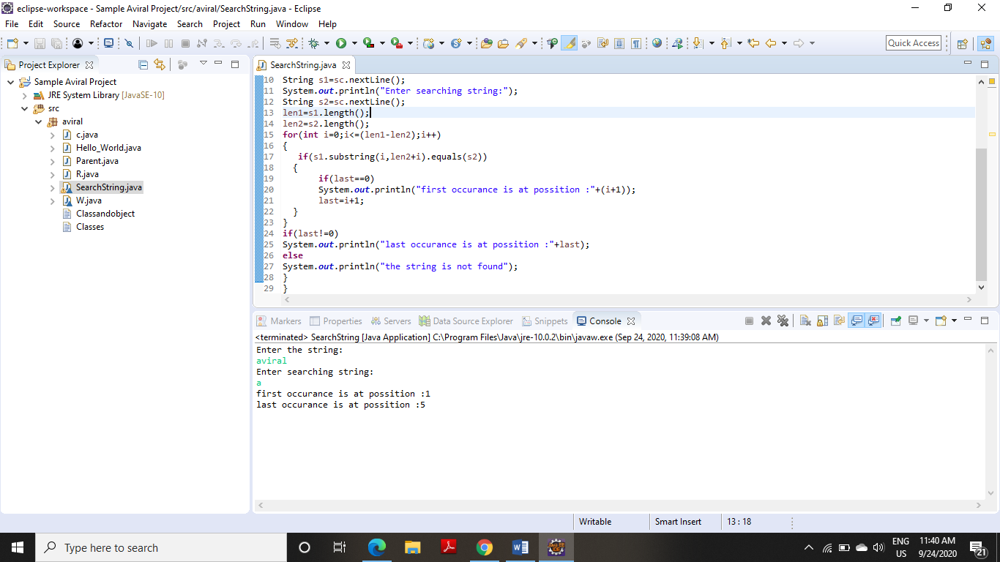 eclipse-workspace - Sample Aviral Project/src/aviral/SearchString.java - Eclipse
File Edit Source Refactor Navigate Search Project Run Window Help
Quick Access
Project Explorer
Sample Aviral Project
JRE System Library [JavaSE-10]
src
aviral
c.java
Hello_World.java
Parent.java
R.java
SearchString.java
W.java
Classandobject
Classes
SearchString.java
10 String s1=sc.nextLine();
11 System.out.println("Enter searching string:");
12 String s2=sc.nextLine();
13 len1=s1.length();
14 len2=s2.length();
15 for(int i=0;i<=(len1-len2);i++)
16 {
17 if(s1.substring(i,len2+i).equals(s2))
18 {
19 if(last==0)
20 System.out.println("first occurance is at possition :"+(i+1));
21 last=i+1;
22 }
23 }
24 if(last!=0)
25 System.out.println("last occurance is at possition :"+last);
26 else
27 System.out.println("the string is not found");
28 }
29 }
Markers Properties Servers Data Source Explorer Snippets Console
<terminated> SearchString [Java Application] C:\Program Files\Java\jre-10.0.2\bin\javaw.exe (Sep 24, 2020, 11:39:08 AM)
Enter the string:
aviral
Enter searching string:
a
first occurance is at possition :1
last occurance is at possition :5
Writable Smart Insert 13 : 18
Type here to search
ENG
US
11:40 AM
9/24/2020
21